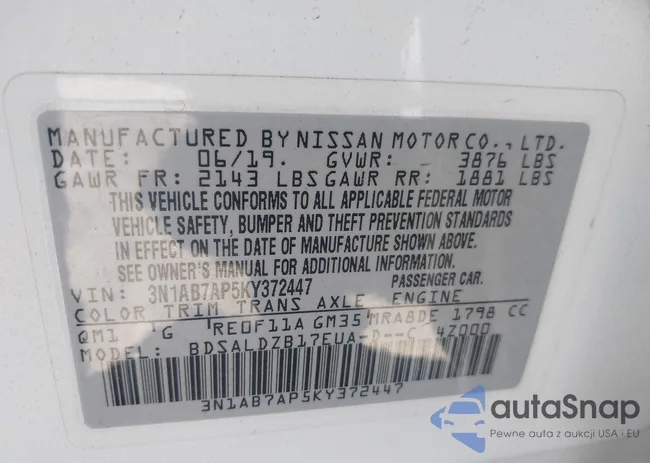 MANUFACTURED BY NISSAN MOTOR CO., LTD.
DATE: 06/19. GVWR: 3876 LBS
GAWR FR: 2143 LBS GAWR RR: 1881 LBS
THIS VEHICLE CONFORMS TO ALL APPLICABLE FEDERAL MOTOR
VEHICLE SAFETY, BUMPER AND THEFT PREVENTION STANDARDS
IN EFFECT ON THE DATE OF MANUFACTURE SHOWN ABOVE.
SEE OWNER'S MANUAL FOR ADDITIONAL INFORMATION.
VIN: 3N1AB7AP5KY372447 PASSENGER CAR.
COLOR TRIM TRANS AXLE ENGINE
QM1 G RE0F11A GM35 MRA8DE 1798 CC
MODEL: BDSALDZB17EUA-D--C 4Z000
3N1AB7AP5KY372447
autoSnap
Pewne auta z aukcji USA i EU